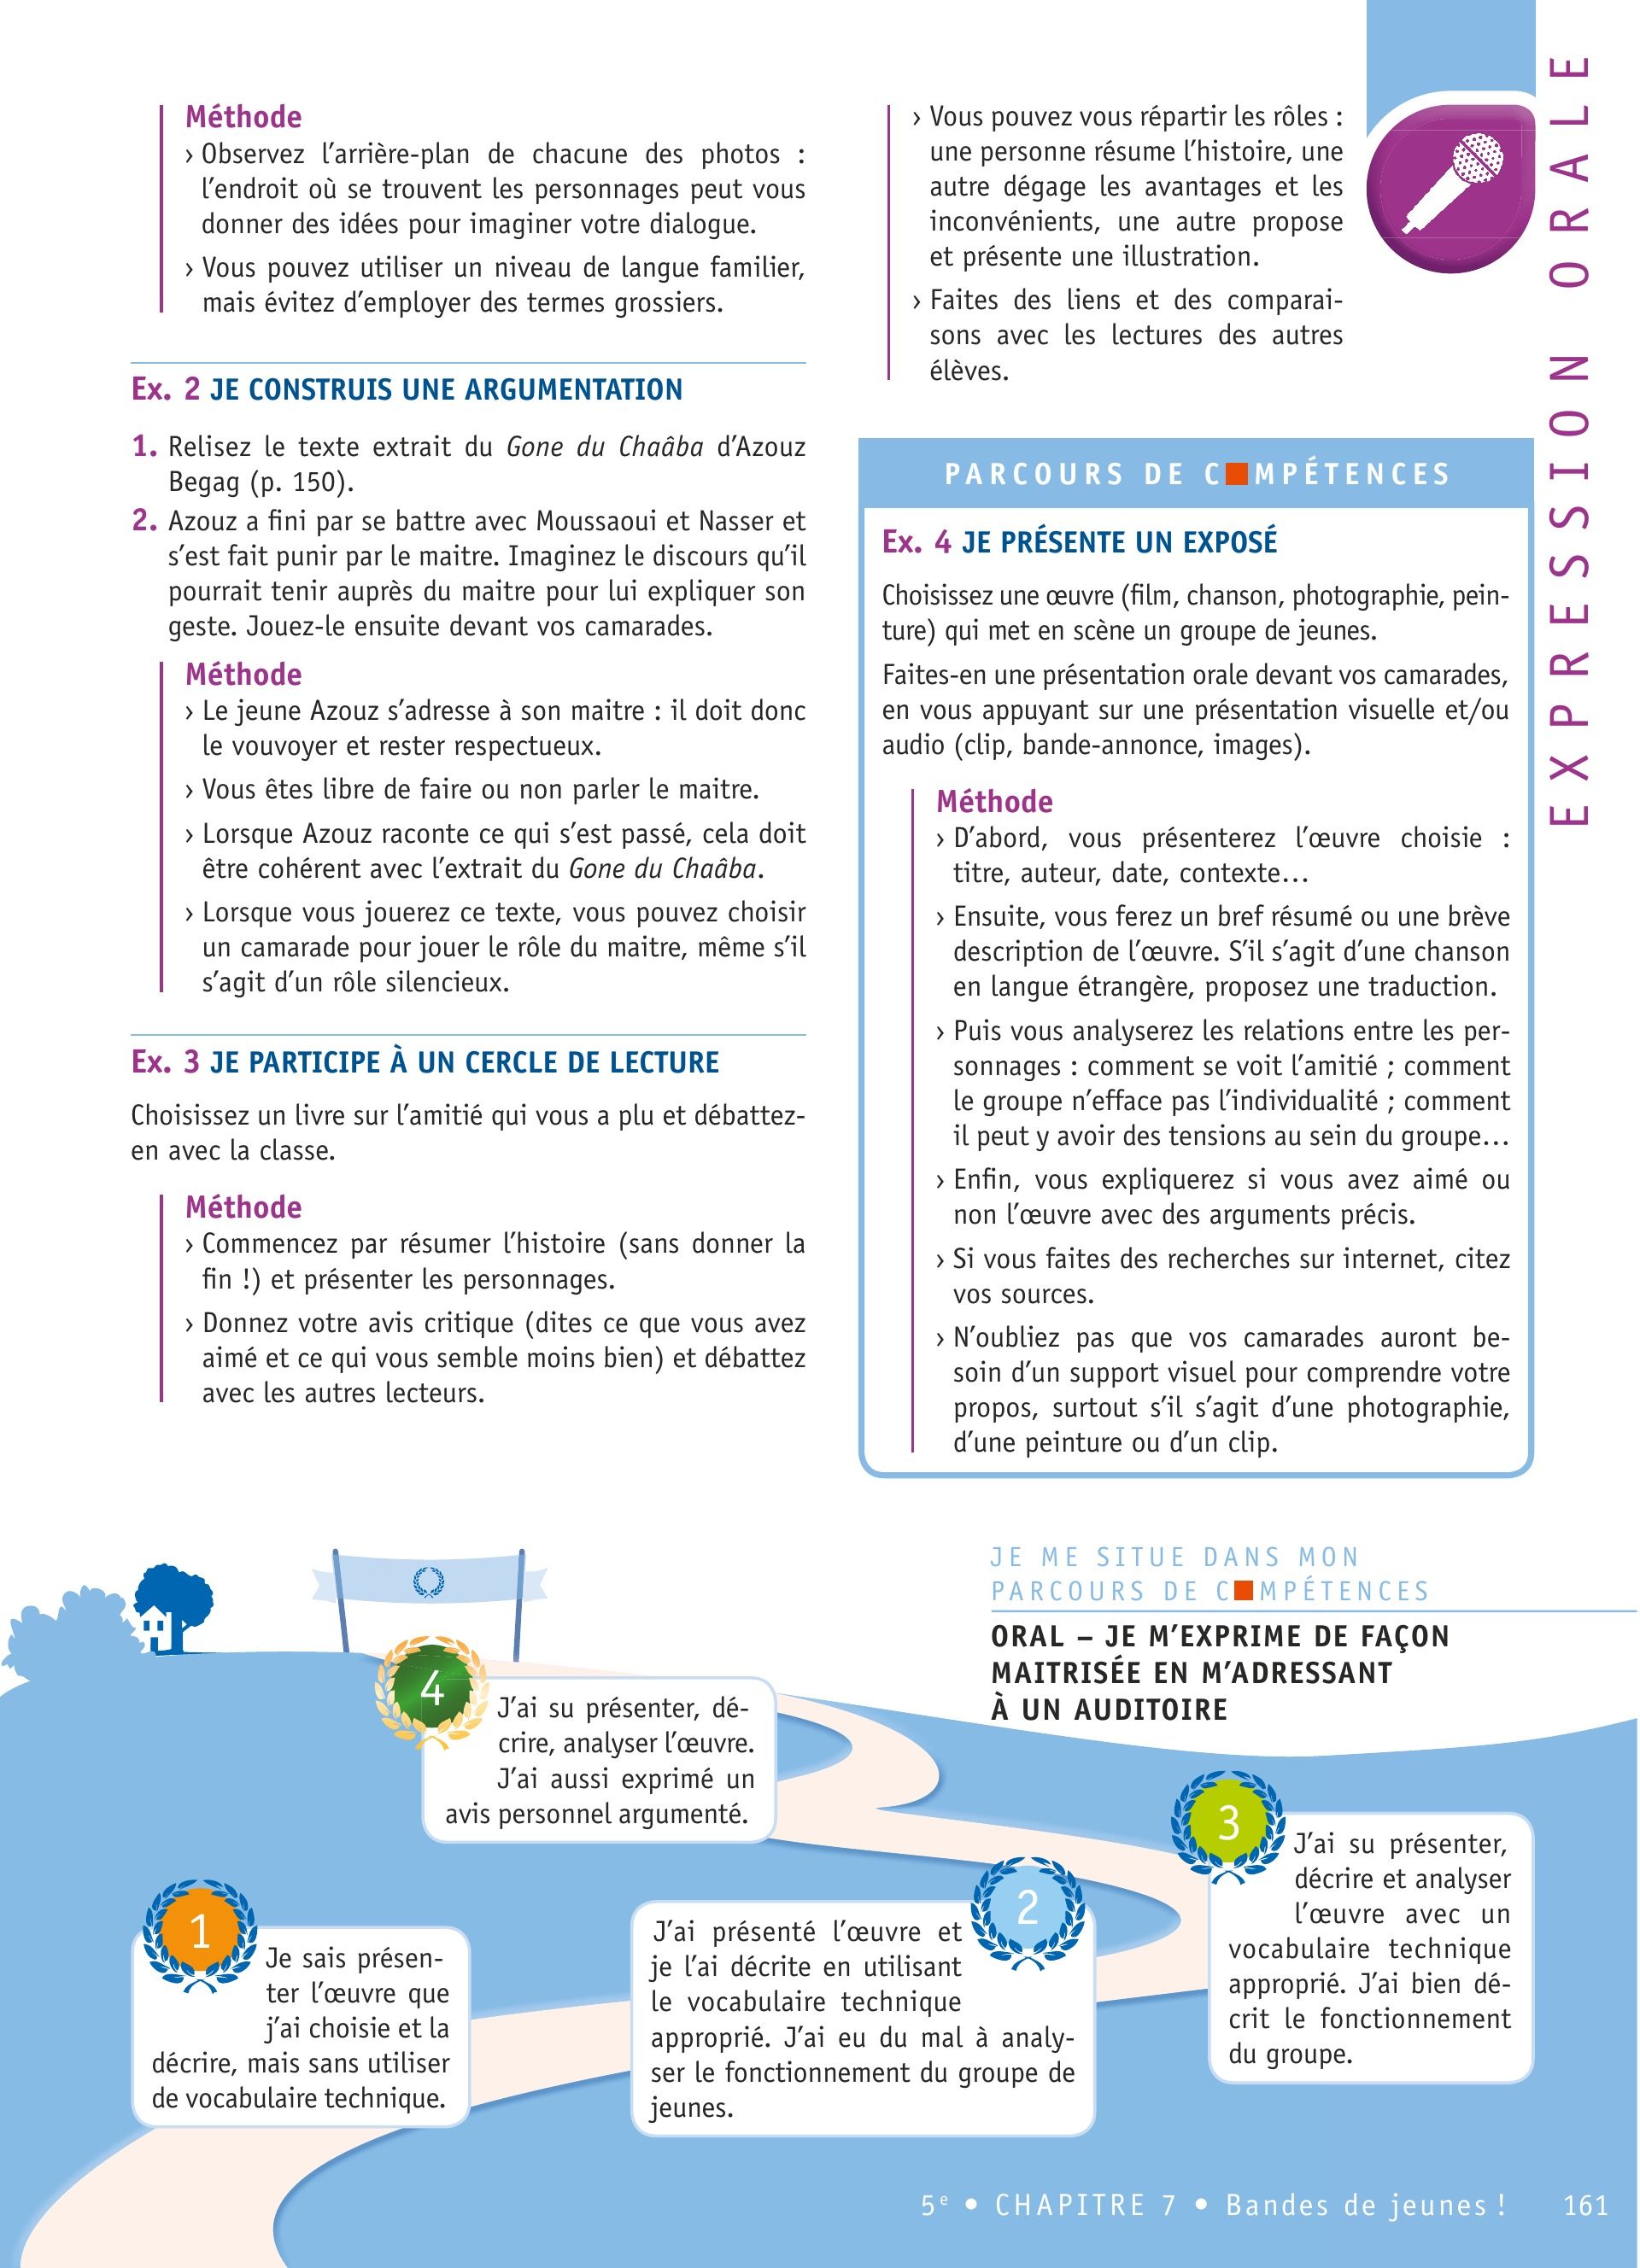 Méthode
› Observez l’arrière-plan de chacune des photos :
l’endroit où se trouvent les personnages peut vous
donner des idées pour imaginer votre dialogue.
› Vous pouvez utiliser un niveau de langue familier,
mais évitez d’employer des termes grossiers.
Ex. 2 JE CONSTRUIS UNE ARGUMENTATION
1. Relisez le texte extrait du Gone du Chaâba d’Azouz
Begag (p. 150).
2. Azouz a fini par se battre avec Moussaoui et Nasser et
s’est fait punir par le maitre. Imaginez le discours qu’il
pourrait tenir auprès du maitre pour lui expliquer son
geste. Jouez-le ensuite devant vos camarades.
Méthode
› Le jeune Azouz s’adresse à son maitre : il doit donc
le vouvoyer et rester respectueux.
› Vous êtes libre de faire ou non parler le maitre.
› Lorsque Azouz raconte ce qui s’est passé, cela doit
être cohérent avec l’extrait du Gone du Chaâba.
› Lorsque vous jouerez ce texte, vous pouvez choisir
un camarade pour jouer le rôle du maitre, même s’il
s’agit d’un rôle silencieux.
Ex. 3 JE PARTICIPE À UN CERCLE DE LECTURE
Choisissez un livre sur l’amitié qui vous a plu et débattez-
en avec la classe.
Méthode
› Commencez par résumer l’histoire (sans donner la
fin !) et présenter les personnages.
› Donnez votre avis critique (dites ce que vous avez
aimé et ce qui vous semble moins bien) et débattez
avec les autres lecteurs.
› Vous pouvez vous répartir les rôles :
une personne résume l’histoire, une
autre dégage les avantages et les
inconvénients, une autre propose
et présente une illustration.
› Faites des liens et des comparai-
sons avec les lectures des autres
élèves.
EXPRESSION ORALE
PARCOURS DE C■MPÉTENCES
Ex. 4 JE PRÉSENTE UN EXPOSÉ
Choisissez une œuvre (film, chanson, photographie, pein-
ture) qui met en scène un groupe de jeunes.
Faites-en une présentation orale devant vos camarades,
en vous appuyant sur une présentation visuelle et/ou
audio (clip, bande-annonce, images).
Méthode
› D’abord, vous présenterez l’œuvre choisie :
titre, auteur, date, contexte…
› Ensuite, vous ferez un bref résumé ou une brève
description de l’œuvre. S’il s’agit d’une chanson
en langue étrangère, proposez une traduction.
› Puis vous analyserez les relations entre les per-
sonnages : comment se voit l’amitié ; comment
le groupe n’efface pas l’individualité ; comment
il peut y avoir des tensions au sein du groupe…
› Enfin, vous expliquerez si vous avez aimé ou
non l’œuvre avec des arguments précis.
› Si vous faites des recherches sur internet, citez
vos sources.
› N’oubliez pas que vos camarades auront be-
soin d’un support visuel pour comprendre votre
propos, surtout s’il s’agit d’une photographie,
d’une peinture ou d’un clip.
JE ME SITUE DANS MON
PARCOURS DE C■MPÉTENCES
ORAL – JE M’EXPRIME DE FAÇON
MAITRISÉE EN M’ADRESSANT
À UN AUDITOIRE
1
Je sais présen-
ter l’œuvre que
j’ai choisie et la
décrire, mais sans utiliser
de vocabulaire technique.
2
J’ai présenté l’œuvre et
je l’ai décrite en utilisant
le vocabulaire technique
approprié. J’ai eu du mal à analy-
ser le fonctionnement du groupe de
jeunes.
3
J’ai su présenter,
décrire et analyser
l’œuvre avec un
vocabulaire technique
approprié. J’ai bien dé-
crit le fonctionnement
du groupe.
4
J’ai su présenter, dé-
crire, analyser l’œuvre.
J’ai aussi exprimé un
avis personnel argumenté.
5e • CHAPITRE 7 • Bandes de jeunes ! 161